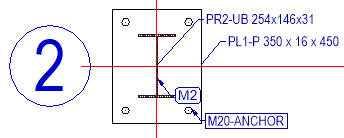 PR2-UB 254x146x31
2
PL1-P 350 x 16 x 450
M2
M20-ANCHOR